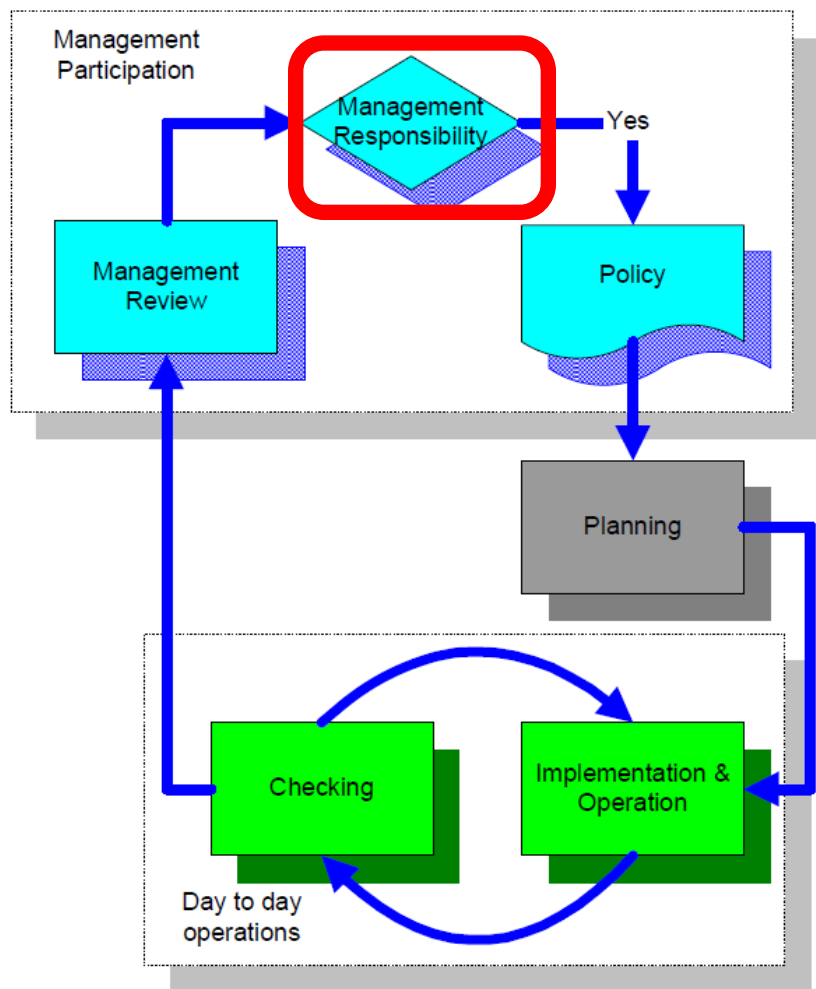 Management
Participation
Management
Responsibility
Yes
Management
Review
Policy
Planning
Checking
Implementation &
Operation
Day to day
operations